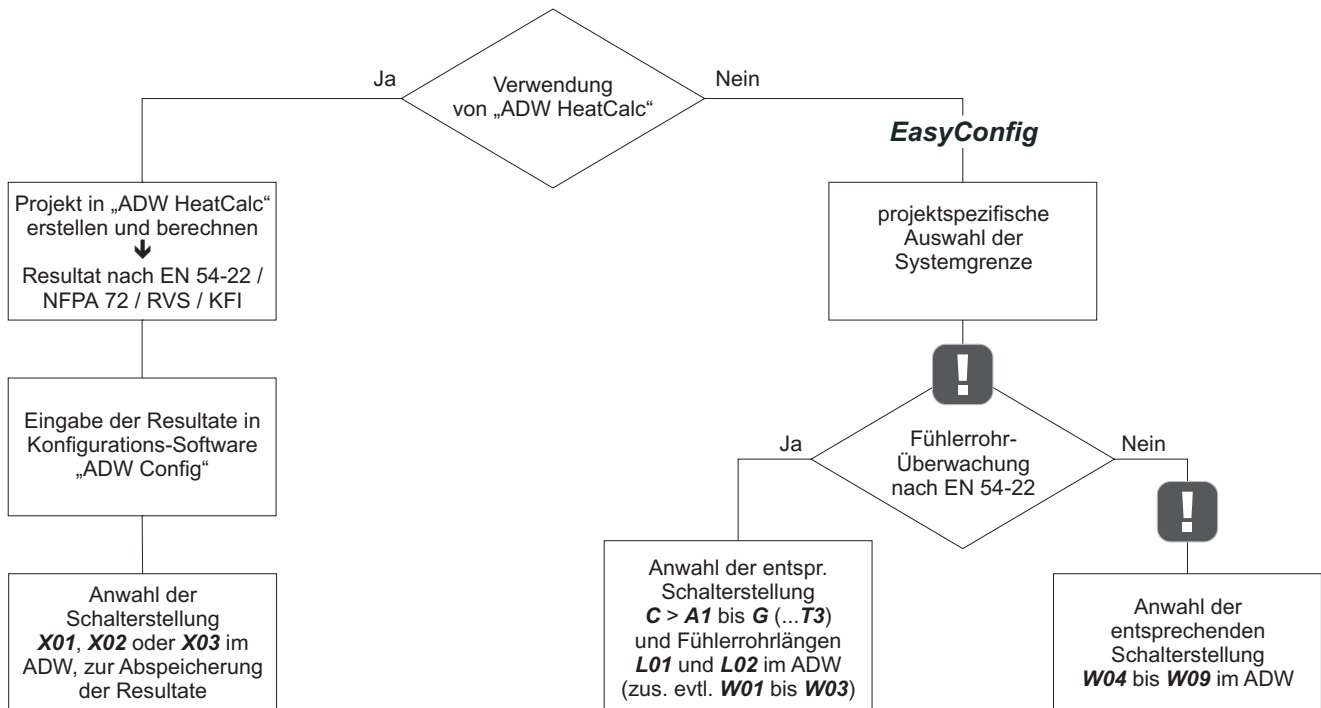 Ja
Verwendung
von „ADW HeatCalc“
Nein
EasyConfig
Projekt in „ADW HeatCalc“
erstellen und berechnen
Resultat nach EN 54-22 /
NFPA 72 / RVS / KFI
projektspezifische
Auswahl der
Systemgrenze
Eingabe der Resultate in
Konfigurations-Software
„ADW Config“
!
Ja
Fühlerrohr-
Überwachung
nach EN 54-22
Nein
!
Anwahl der
Schalterstellung
X01, X02 oder X03 im
ADW, zur Abspeicherung
der Resultate
Anwahl der entspr.
Schalterstellung
C > A1 bis G (...T3)
und Fühlerrohrlängen
L01 und L02 im ADW
(zus. evtl. W01 bis W03)
Anwahl der
entsprechenden
Schalterstellung
W04 bis W09 im ADW